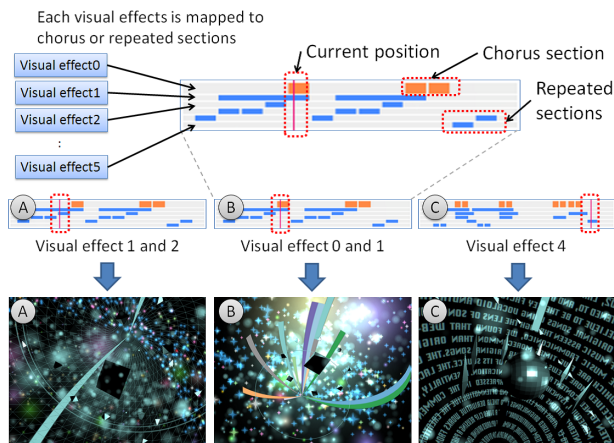 Each visual effects is mapped to
chorus or repeated sections
Current position
Chorus section
Repeated
sections
Visual effect0
Visual effect1
Visual effect2
:
Visual effect5
A
B
C
Visual effect 1 and 2
Visual effect 0 and 1
Visual effect 4
A
B
C